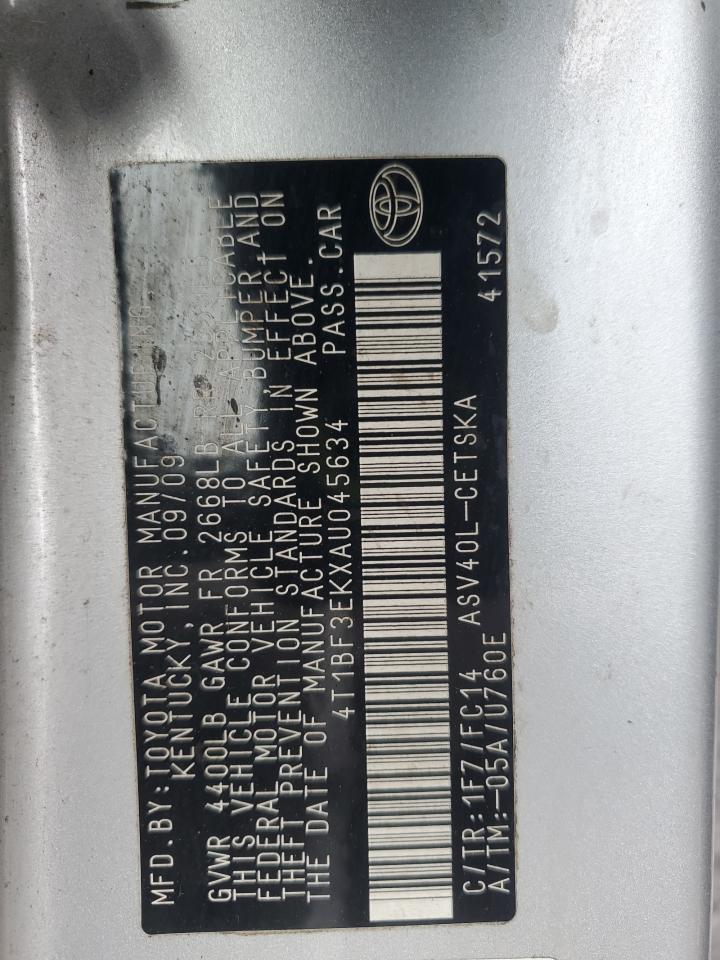 MFD.BY:TOYOTA MOTOR MANUFACTURING
KENTUCKY,INC.09/09
GVWR 4400LB GAWR FR 2668LB RR
THIS VEHICLE CONFORMS TO ALL APPLICABLE
FEDERAL MOTOR VEHICLE SAFETY,BUMPER,AND
THEFT PREVENTION STANDARDS IN EFFECT ON
THE DATE OF MANUFACTURE SHOWN ABOVE.
4T1BF3EKXAU045634 PASS.CAR
C/TR:1F7/FC14 ASV40L-CETSKA 41572
A/TM:-05A/U760E